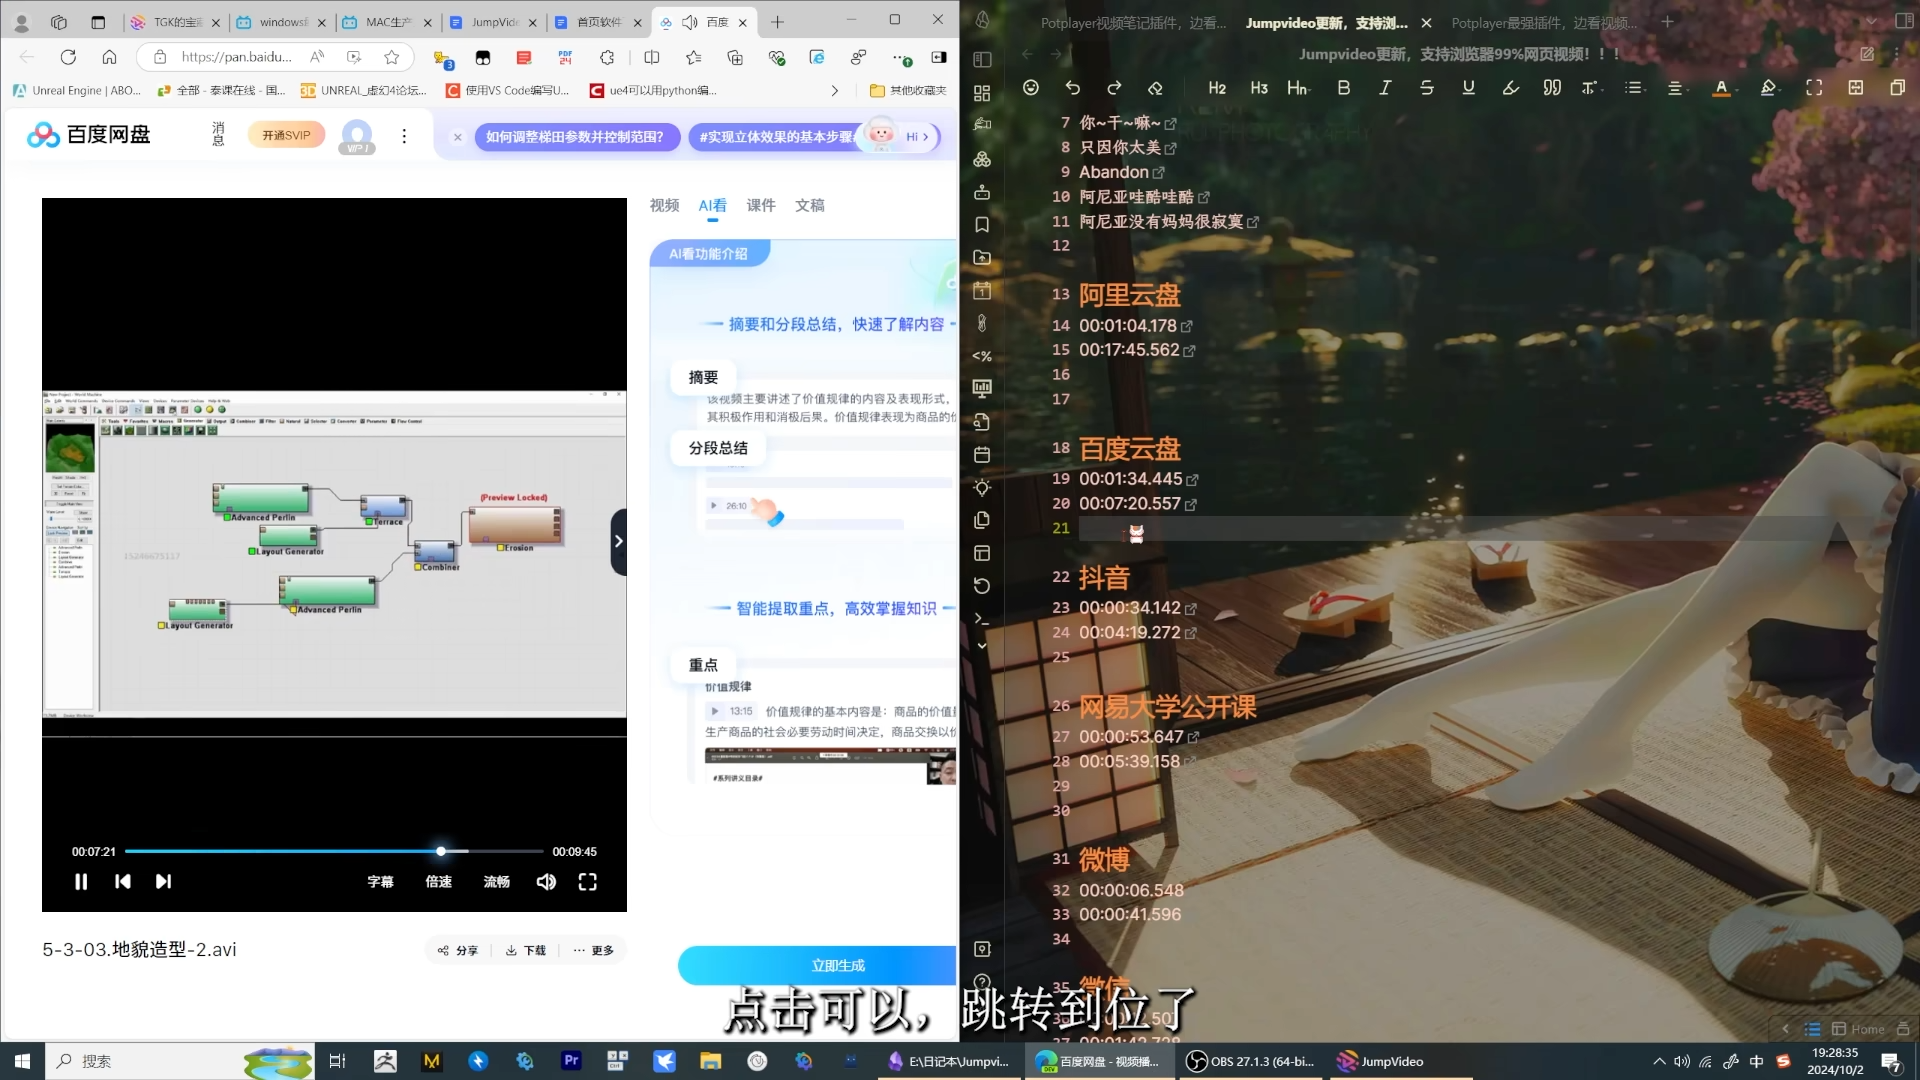 TGK的宝藏
windows版
MAC生产
JumpVide
首页软件
百度
https://pan.baidu...
Unreal Engine | ABO...
全部 - 泰课在线 - 国...
UNREAL_虚幻4论坛...
使用VS Code编写U...
ue4可以用python编...
其他收藏夹
百度网盘
消息
开通SVIP
VIP 1
如何调整梯田参数并控制范围?
#实现立体效果的基本步骤
Hi
视频
AI看
课件
文稿
AI看功能介绍
摘要和分段总结，快速了解内容
摘要
该视频主要讲述了价值规律的内容及表现形式，
其积极作用和消极后果。价值规律表现为商品的价
分段总结
26:10
智能提取重点，高效掌握知识
重点
价值规律
13:15 价值规律的基本内容是：商品的价值量
生产商品的社会必要劳动时间决定，商品交换以价
#系列讲义目录#
立即生成
Advanced Perlin
Terrace
Layout Generator
(Preview Locked)
Erosion
Combiner
Advanced Perlin
Layout Generator
15246675117
00:07:21
00:09:45
字幕
倍速
流畅
5-3-03.地貌造型-2.avi
分享
下载
更多
Potplayer视频笔记插件，边看...
Jumpvideo更新，支持浏...
Potplayer最强插件，边看视频...
Jumpvideo更新，支持浏览器99%网页视频！！！
H2
H3
Hn
B
I
S
U
7 你~干~嘛~
8 只因你太美
9 Abandon
10 阿尼亚哇酷哇酷
11 阿尼亚没有妈妈很寂寞
12
13 阿里云盘
14 00:01:04.178
15 00:17:45.562
16
17
18 百度云盘
19 00:01:34.445
20 00:07:20.557
21
22 抖音
23 00:00:34.142
24 00:04:19.272
25
26 网易大学公开课
27 00:00:53.647
28 00:05:39.158
29
30
31 微博
32 00:00:06.548
33 00:00:41.596
34
35 微信
Home
点击可以，跳转到位了
搜索
E:\日记本\Jumpvi...
百度网盘 - 视频播...
OBS 27.1.3 (64-bi...
JumpVideo
中
19:28:35
2024/10/2
7